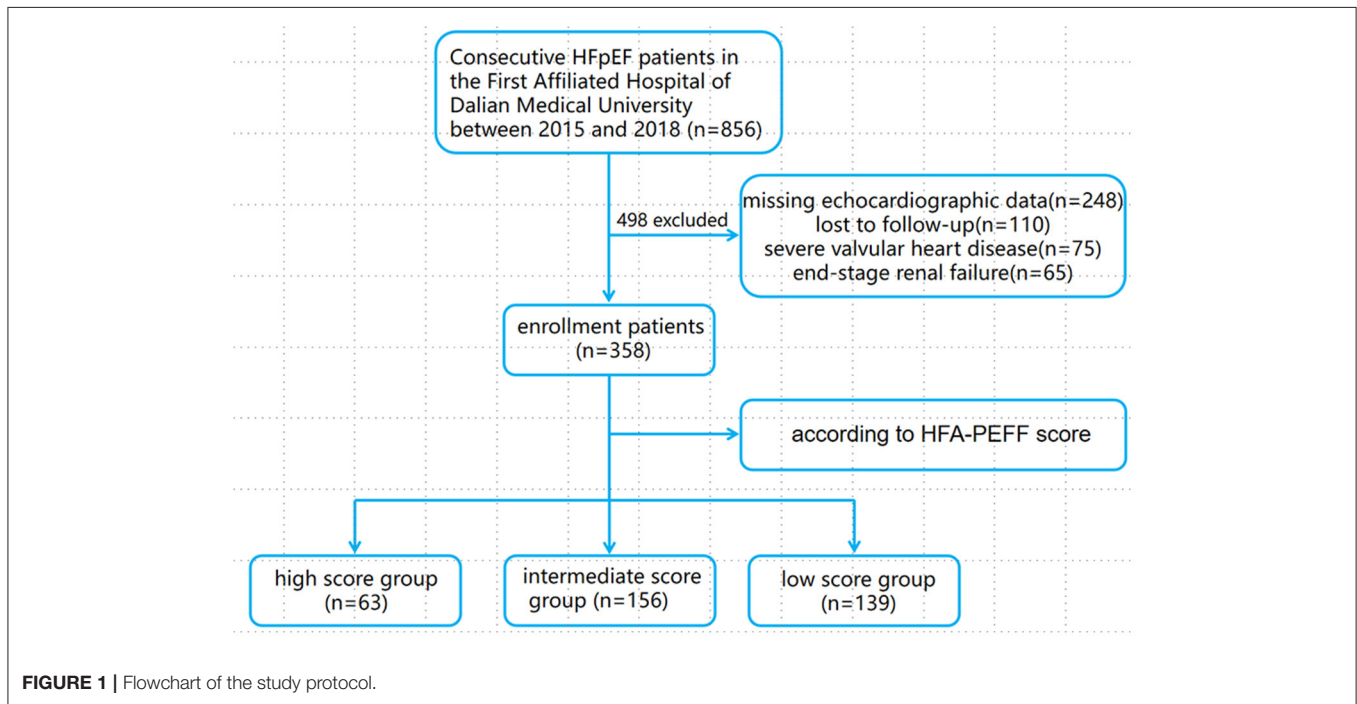 Consecutive HFpEF patients in
the First Affiliated Hospital of
Dalian Medical University
between 2015 and 2018 (n=856)
498 excluded
missing echocardiographic data(n=248)
lost to follow-up(n=110)
severe valvular heart disease(n=75)
end-stage renal failure(n=65)
enrollment patients
(n=358)
according to HFA-PEFF score
high score group
(n=63)
intermediate score
group (n=156)
low score group
(n=139)
FIGURE 1 | Flowchart of the study protocol.